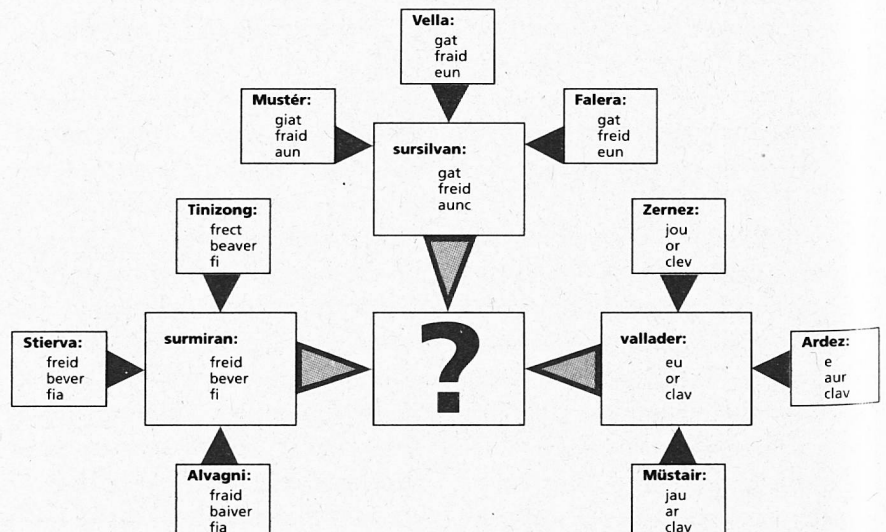 Vella:
gat
fraid
eun
Mustér:
giat
fraid
aun
Falera:
gat
freid
eun
sursilvan:
gat
freid
aunc
Tinizong:
frect
beaver
fi
Zernez:
jou
or
clev
Stierva:
freid
bever
fia
surmiran:
freid
bever
fi
?
vallader:
eu
or
clav
Ardez:
e
aur
clav
Alvagni:
fraid
baiver
fia
Müstair:
jau
ar
clav